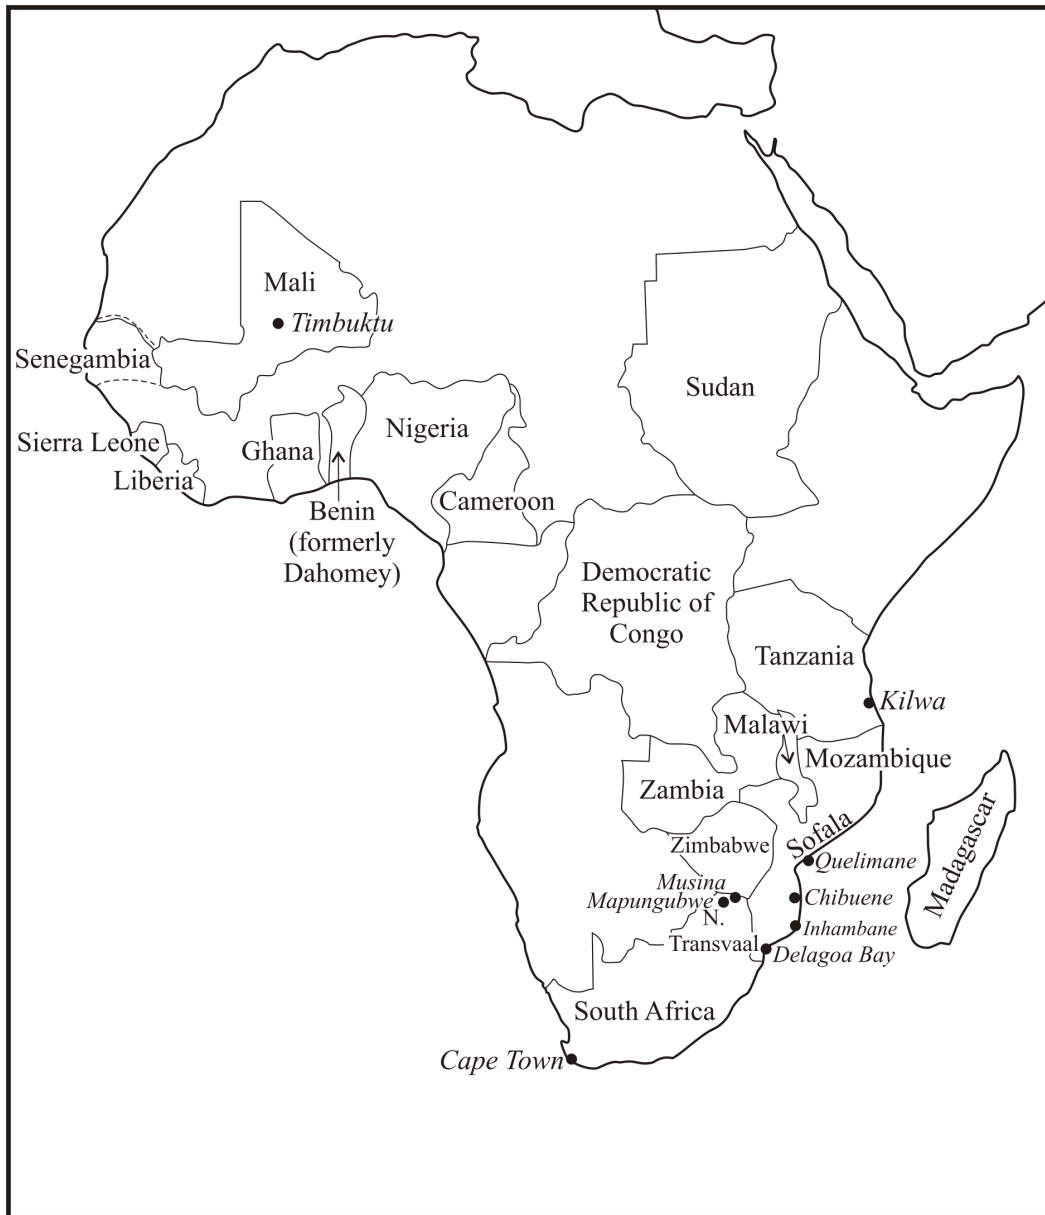 Mali
Timbuktu
Senegambia
Sudan
Nigeria
Sierra Leone
Ghana
Liberia
Cameroon
Benin
(formerly
Dahomey)
Democratic
Republic of
Congo
Tanzania
Kilwa
Malawi
Mozambique
Zambia
Sofala
Madagascar
Zimbabwe
Quelimane
Musina
Mapungubwe
Chibuene
N.
Transvaal
Inhambane
Delagoa Bay
South Africa
Cape Town